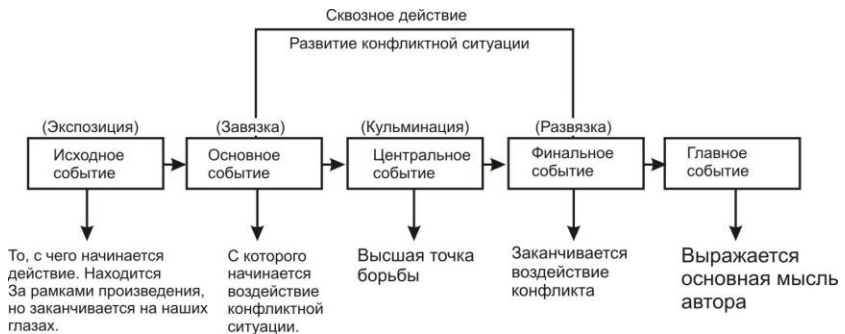 Сквозное действие
Развитие конфликтной ситуации
(Экспозиция)
(Завязка)
(Кульминация)
(Развязка)
Исходное
событие
Основное
событие
Центральное
событие
Финальное
событие
Главное
событие
То, с чего начинается
действие. Находится
За рамками произведения,
но заканчивается на наших
глазах.
С которого
начинается
воздействие
конфликтной
ситуации.
Высшая точка
борьбы
Заканчивается
воздействие
конфликта
Выражается
основная мысль
автора